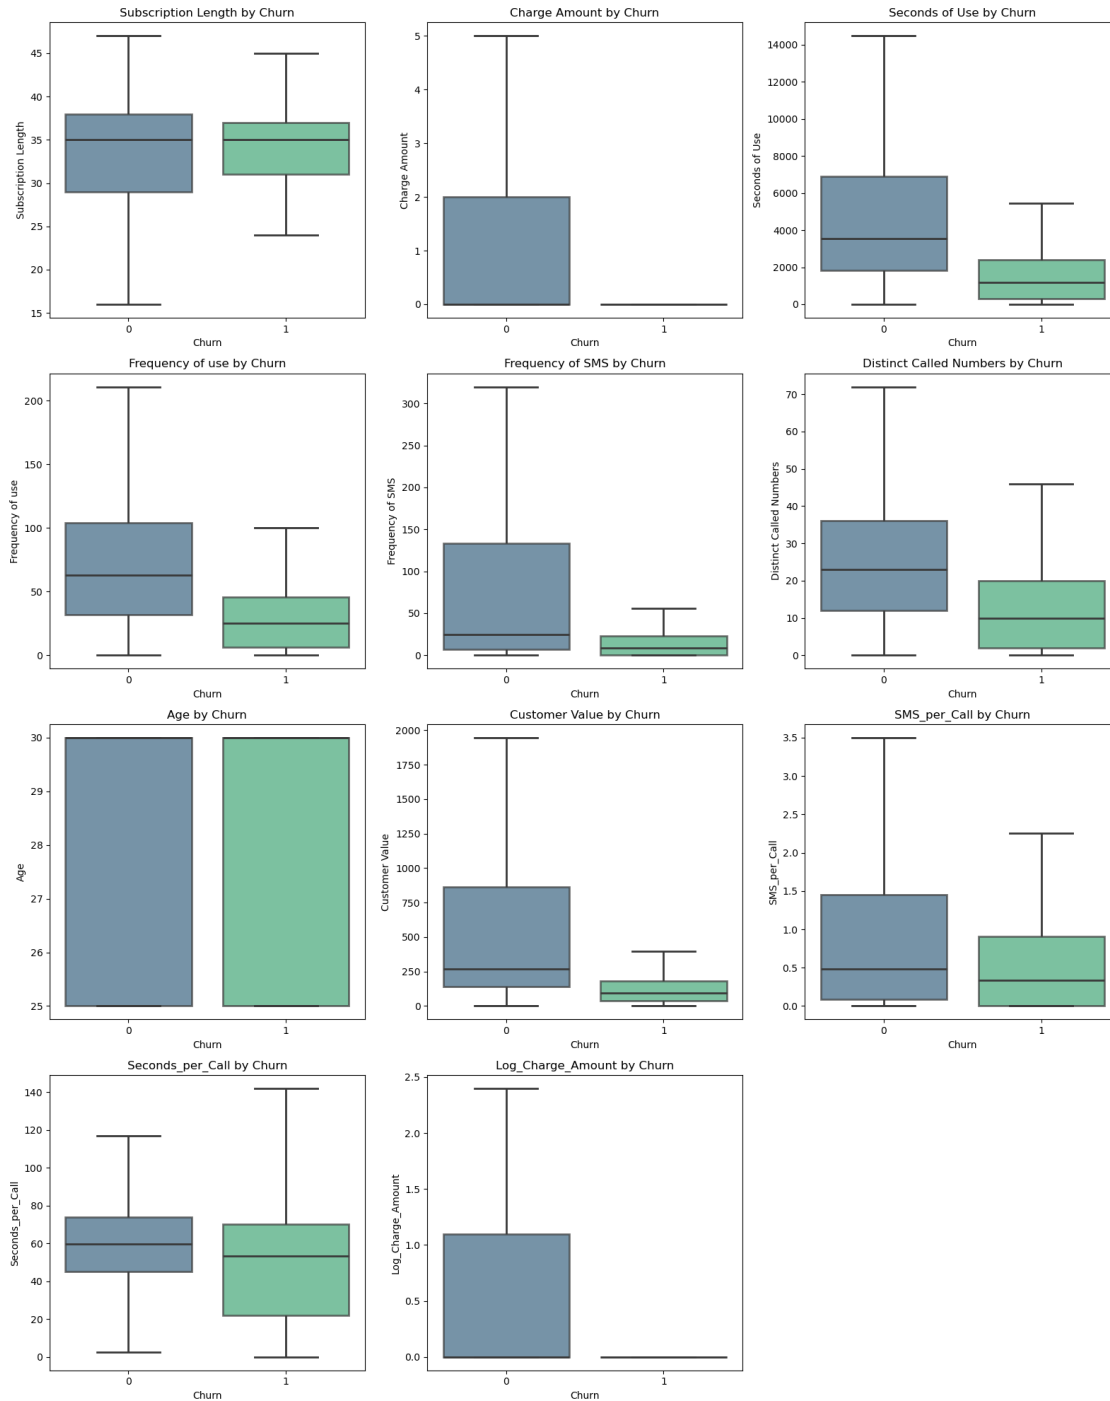 Subscription Length by Churn
Subscription Length
45
40
35
30
25
20
15
0 1
Churn
Charge Amount by Churn
Charge Amount
5
4
3
2
1
0
0 1
Churn
Seconds of Use by Churn
Seconds of Use
14000
12000
10000
8000
6000
4000
2000
0
0 1
Churn
Frequency of use by Churn
Frequency of use
200
150
100
50
0
0 1
Churn
Frequency of SMS by Churn
Frequency of SMS
300
250
200
150
100
50
0
0 1
Churn
Distinct Called Numbers by Churn
Distinct Called Numbers
70
60
50
40
30
20
10
0
0 1
Churn
Age by Churn
Age
30
29
28
27
26
25
0 1
Churn
Customer Value by Churn
Customer Value
2000
1750
1500
1250
1000
750
500
250
0
0 1
Churn
SMS_per_Call by Churn
SMS_per_Call
3.5
3.0
2.5
2.0
1.5
1.0
0.5
0.0
0 1
Churn
Seconds_per_Call by Churn
Seconds_per_Call
140
120
100
80
60
40
20
0
0 1
Churn
Log_Charge_Amount by Churn
Log_Charge_Amount
2.5
2.0
1.5
1.0
0.5
0.0
0 1
Churn